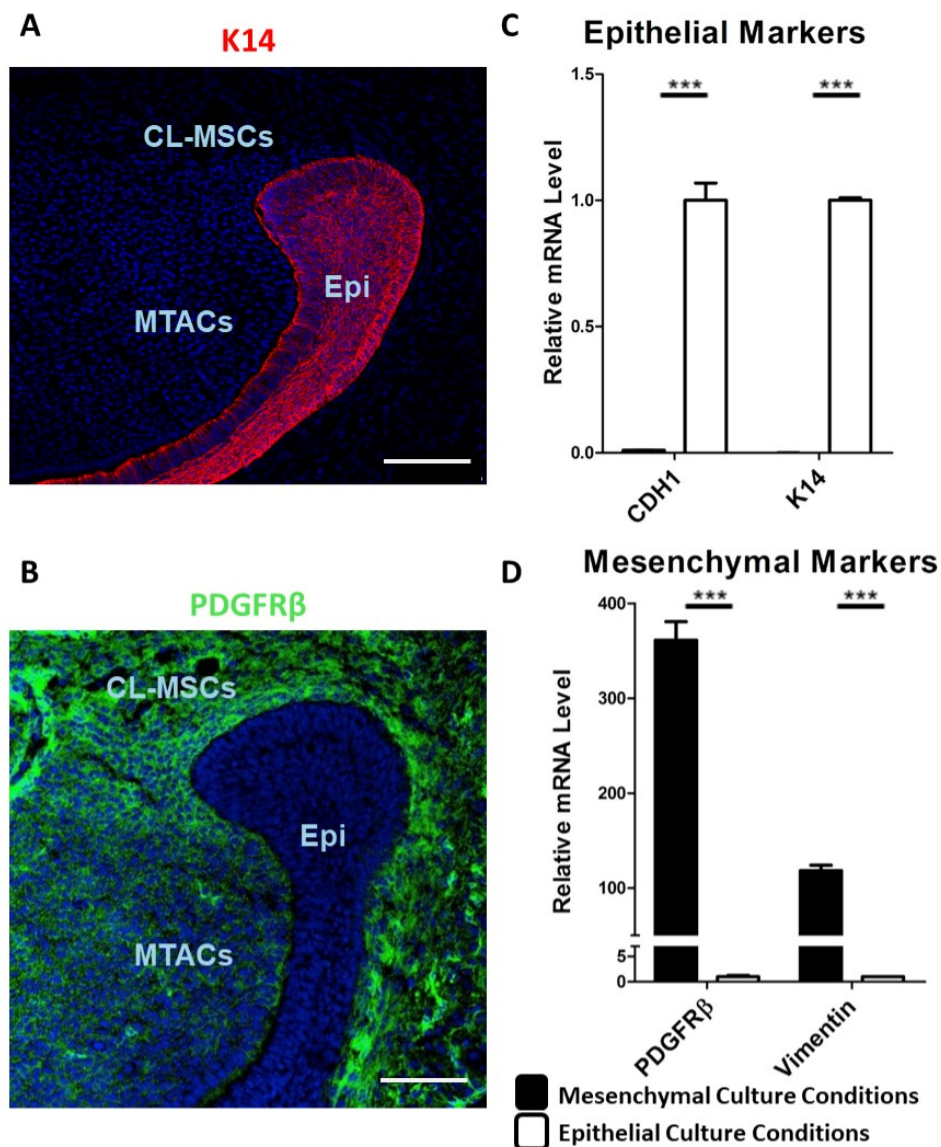 A
K14
CL-MSCs
Epi
MTACs
B
PDGFRβ
CL-MSCs
Epi
MTACs
C
Epithelial Markers
Relative mRNA Level
1.5
1.0
0.5
0.0
***
***
CDH1
K14
D
Mesenchymal Markers
Relative mRNA Level
400
300
200
100
5
0
***
***
PDGFRβ
Vimentin
Mesenchymal Culture Conditions
Epithelial Culture Conditions